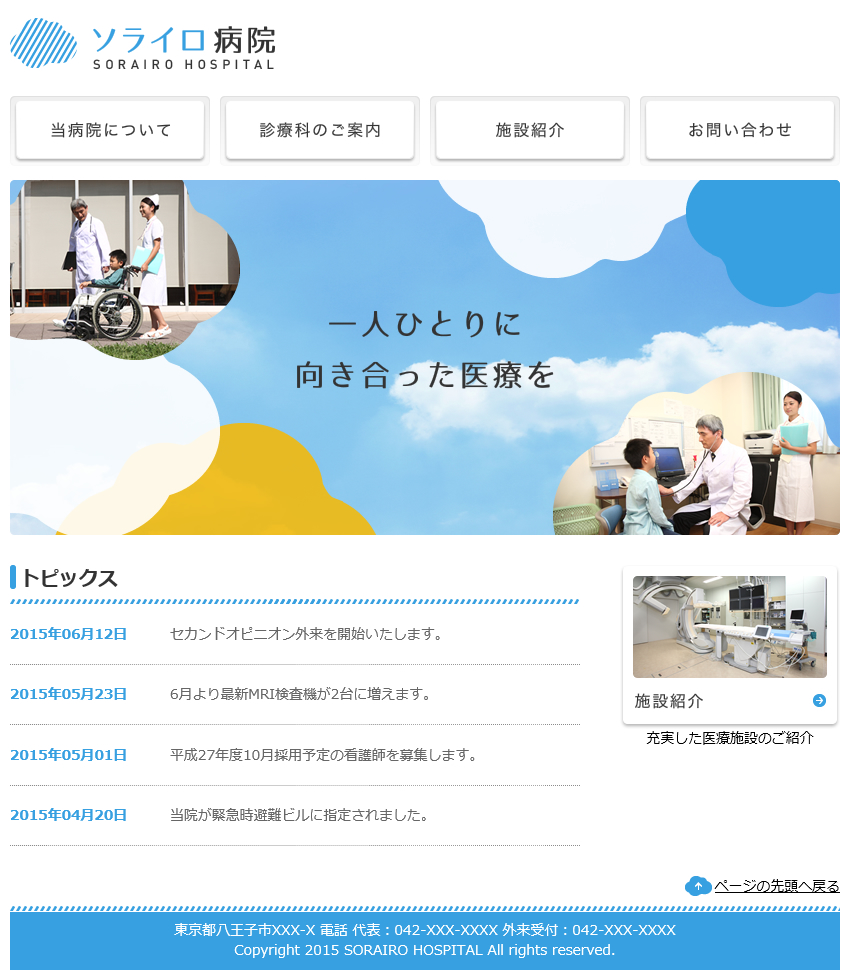 ソライロ 病院
SORAIRO HOSPITAL
当病院について
診療科のご案内
施設紹介
お問い合わせ
一人ひとりに
向き合った医療を
トピックス
2015年06月12日 セカンドオピニオン外来を開始いたします。
2015年05月23日 6月より最新MRI検査機が2台に増えます。
2015年05月01日 平成27年度10月採用予定の看護師を募集します。
2015年04月20日 当院が緊急時避難ビルに指定されました。
施設紹介
充実した医療施設のご紹介
ページの先頭へ戻る
東京都八王子市XXX-X 電話 代表：042-XXX-XXXX 外来受付：042-XXX-XXXX
Copyright 2015 SORAIRO HOSPITAL All rights reserved.